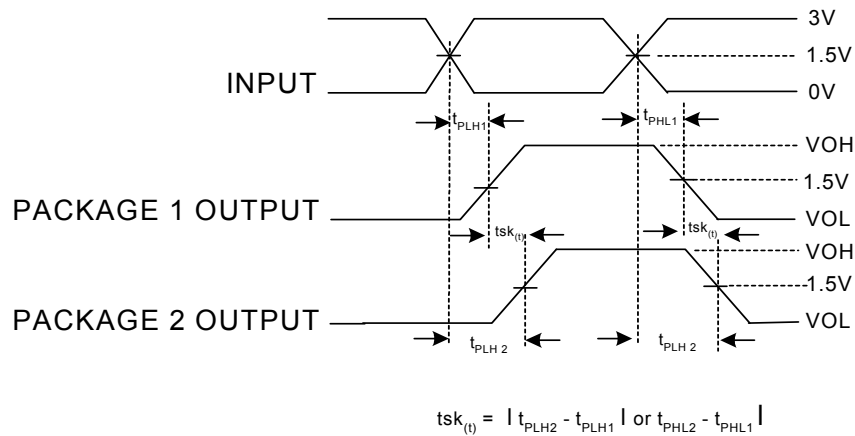 3V
1.5V
INPUT
0V
tPLH1
tPHL1
VOH
1.5V
PACKAGE 1 OUTPUT
VOL
tsk(t)
tsk(t)
VOH
1.5V
PACKAGE 2 OUTPUT
VOL
tPLH 2
tPLH 2
tsk(t) = | tPLH2 - tPLH1 | or tPHL2 - tPHL1 |